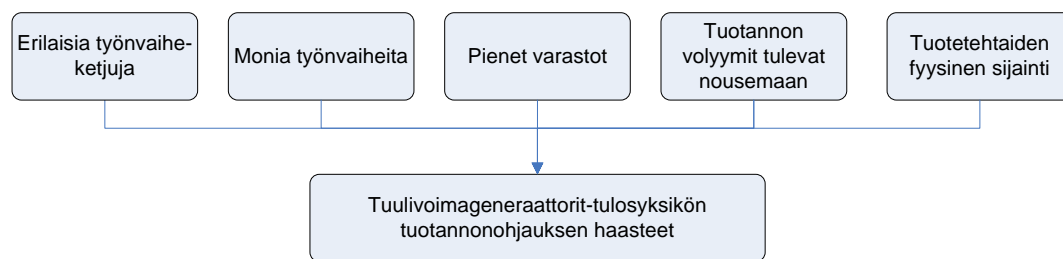 Erilaisia työnvaihe-
ketjuja
Monia työnvaiheita
Pienet varastot
Tuotannon
volyymit tulevat
nousemaan
Tuotetehtaiden
fyysinen sijainti
Tuulivoimageneraattorit-tulosyksikön
tuotannonohjauksen haasteet